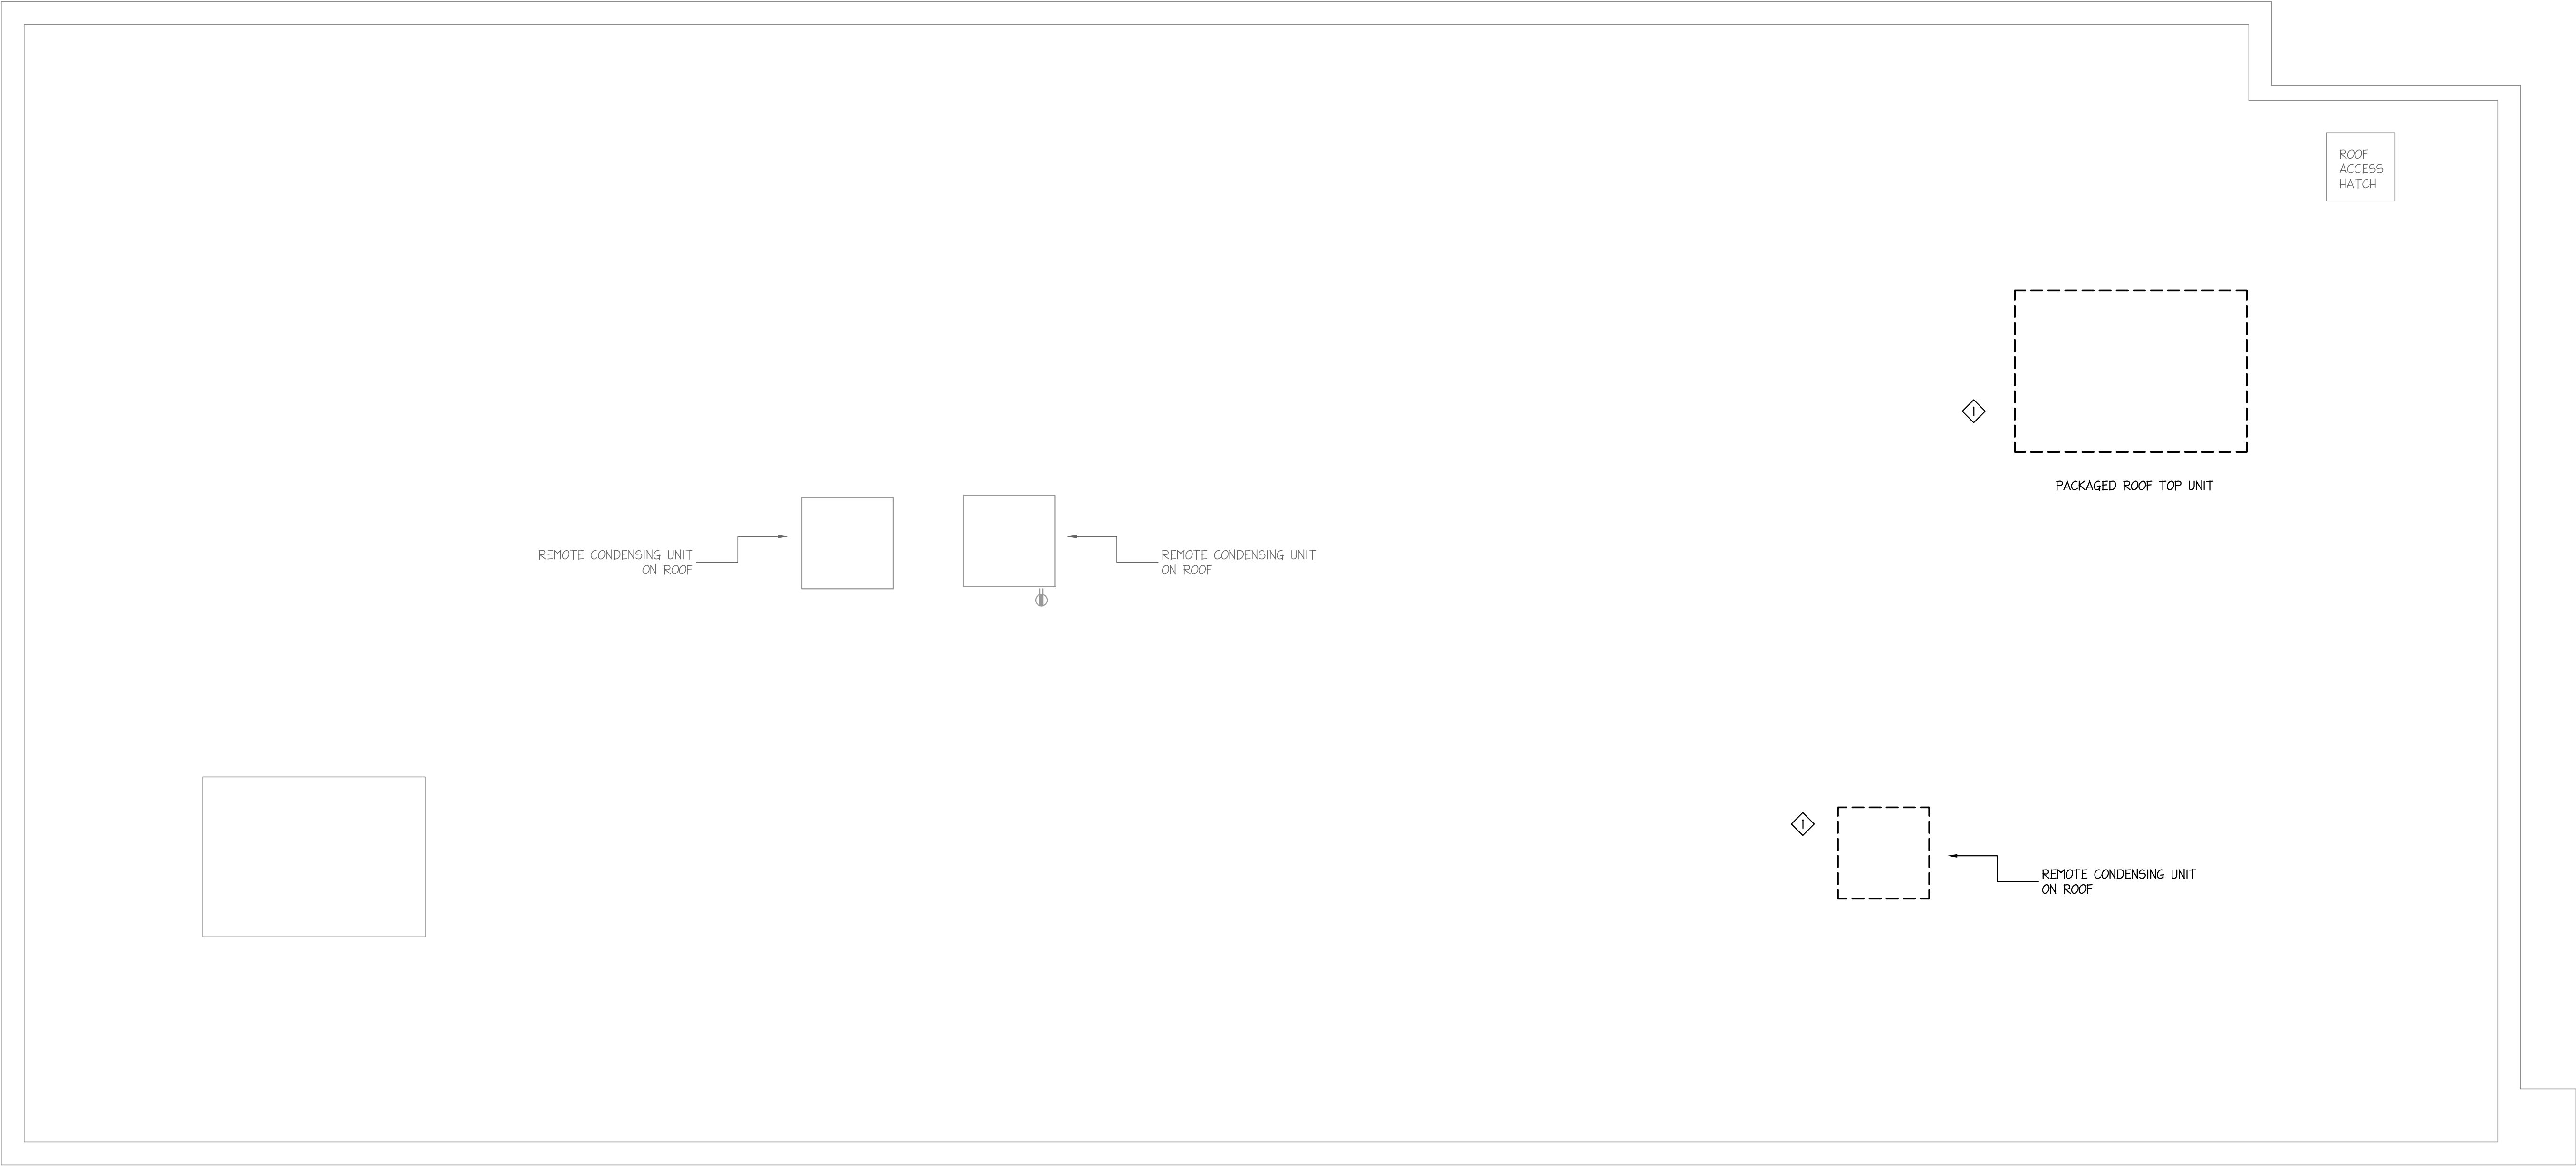 ROOF
ACCESS
HATCH
1
PACKAGED ROOF TOP UNIT
REMOTE CONDENSING UNIT
ON ROOF
REMOTE CONDENSING UNIT
ON ROOF
1
REMOTE CONDENSING UNIT
ON ROOF